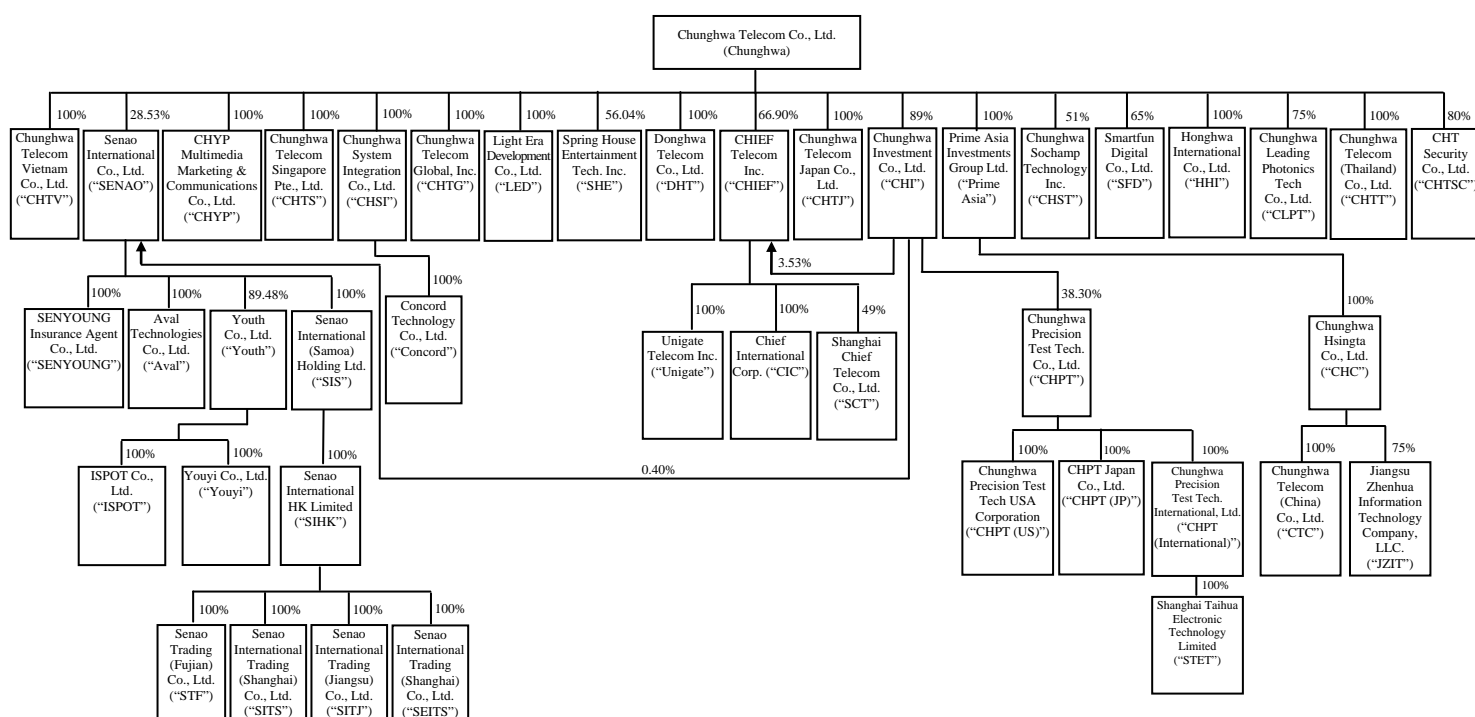 Chunghwa Telecom Co., Ltd.
(Chunghwa)
100%
28.53%
100%
100%
100%
100%
100%
56.04%
100%
66.90%
100%
89%
100%
51%
65%
100%
75%
100%
80%
Chunghwa
Telecom
Vietnam
Co., Ltd.
(“CHTV”)
Senao
International
Co., Ltd.
(“SENAO”)
CHYP
Multimedia
Marketing &
Communications
Co., Ltd.
(“CHYP”)
Chunghwa
Telecom
Singapore
Pte., Ltd.
(“CHTS”)
Chunghwa
System
Integration
Co., Ltd.
(“CHSI”)
Chunghwa
Telecom
Global, Inc.
(“CHTG”)
Light Era
Development
Co., Ltd.
(“LED”)
Spring House
Entertainment
Tech. Inc.
(“SHE”)
Donghwa
Telecom
Co., Ltd.
(“DHT”)
CHIEF
Telecom
Inc.
(“CHIEF”)
Chunghwa
Telecom
Japan Co.,
Ltd.
(“CHTJ”)
Chunghwa
Investment
Co., Ltd.
(“CHI”)
Prime Asia
Investments
Group Ltd.
(“Prime
Asia”)
Chunghwa
Sochamp
Technology
Inc.
(“CHST”)
Smartfun
Digital
Co., Ltd.
(“SFD”)
Honghwa
International
Co., Ltd.
(“HHI”)
Chunghwa
Leading
Photonics
Tech
Co., Ltd.
(“CLPT”)
Chunghwa
Telecom
(Thailand)
Co., Ltd.
(“CHTT”)
CHT
Security
Co., Ltd.
(“CHTSC”)
3.53%
100%
100%
89.48%
100%
100%
SENYOUNG
Insurance Agent
Co., Ltd.
(“SENYOUNG”)
Aval
Technologies
Co., Ltd.
(“Aval”)
Youth
Co., Ltd.
(“Youth”)
Senao
International
(Samoa)
Holding Ltd.
(“SIS”)
Concord
Technology
Co., Ltd.
(“Concord”)
100%
100%
49%
Unigate
Telecom Inc.
(“Unigate”)
Chief
International
Corp. (“CIC”)
Shanghai
Chief
Telecom
Co., Ltd.
(“SCT”)
38.30%
Chunghwa
Precision
Test Tech.
Co., Ltd.
(“CHPT”)
100%
Chunghwa
Hsingta
Co., Ltd.
(“CHC”)
100%
100%
100%
0.40%
ISPOT Co.,
Ltd.
(“ISPOT”)
Youyi Co., Ltd.
(“Youyi”)
Senao
International
HK Limited
(“SIHK”)
100%
100%
100%
Chunghwa
Precision Test
Tech USA
Corporation
(“CHPT (US)”)
CHPT Japan
Co., Ltd.
(“CHPT (JP)”)
Chunghwa
Precision
Test Tech.
International, Ltd.
(“CHPT
(International)”)
100%
75%
Chunghwa
Telecom
(China)
Co., Ltd.
(“CTC”)
Jiangsu
Zhenhua
Information
Technology
Company,
LLC.
(“JZIT”)
100%
100%
100%
100%
Senao
Trading
(Fujian)
Co., Ltd.
(“STF”)
Senao
International
Trading
(Shanghai)
Co., Ltd.
(“SITS”)
Senao
International
Trading
(Jiangsu)
Co., Ltd.
(“SITJ”)
Senao
International
Trading
(Shanghai)
Co., Ltd.
(“SEITS”)
100%
Shanghai Taihua
Electronic
Technology
Limited
(“STET”)